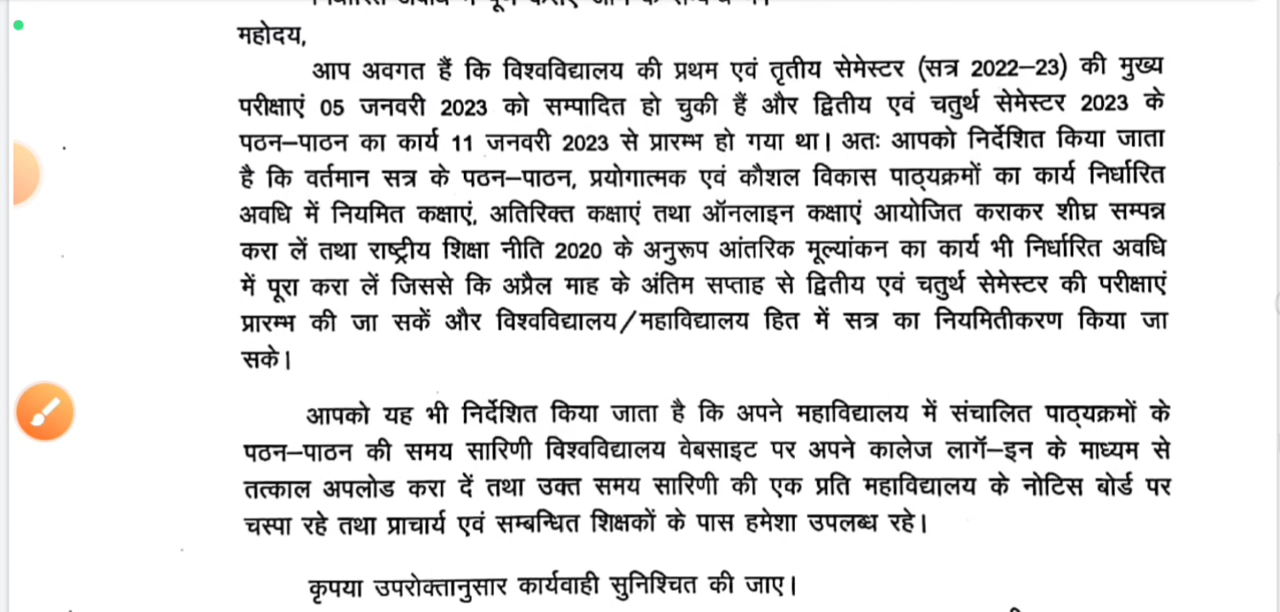 महोदय,
आप अवगत हैं कि विश्वविद्यालय की प्रथम एवं तृतीय सेमेस्टर (सत्र 2022–23) की मुख्य
परीक्षाएं 05 जनवरी 2023 को सम्पादित हो चुकी हैं और द्वितीय एवं चतुर्थ सेमेस्टर 2023 के
पठन–पाठन का कार्य 11 जनवरी 2023 से प्रारम्भ हो गया था। अतः आपको निर्देशित किया जाता
है कि वर्तमान सत्र के पठन–पाठन, प्रयोगात्मक एवं कौशल विकास पाठ्यक्रमों का कार्य निर्धारित
अवधि में नियमित कक्षाएं, अतिरिक्त कक्षाएं तथा ऑनलाइन कक्षाएं आयोजित कराकर शीघ्र सम्पन्न
करा लें तथा राष्ट्रीय शिक्षा नीति 2020 के अनुरूप आंतरिक मूल्यांकन का कार्य भी निर्धारित अवधि
में पूरा करा लें जिससे कि अप्रैल माह के अंतिम सप्ताह से द्वितीय एवं चतुर्थ सेमेस्टर की परीक्षाएं
प्रारम्भ की जा सकें और विश्वविद्यालय/महाविद्यालय हित में सत्र का नियमितीकरण किया जा
सके।
आपको यह भी निर्देशित किया जाता है कि अपने महाविद्यालय में संचालित पाठ्यक्रमों के
पठन–पाठन की समय सारिणी विश्वविद्यालय वेबसाइट पर अपने कालेज लागॅ–इन के माध्यम से
तत्काल अपलोड करा दें तथा उक्त समय सारिणी की एक प्रति महाविद्यालय के नोटिस बोर्ड पर
चस्पा रहे तथा प्राचार्य एवं सम्बन्धित शिक्षकों के पास हमेशा उपलब्ध रहे।
कृपया उपरोक्तानुसार कार्यवाही सुनिश्चित की जाए।